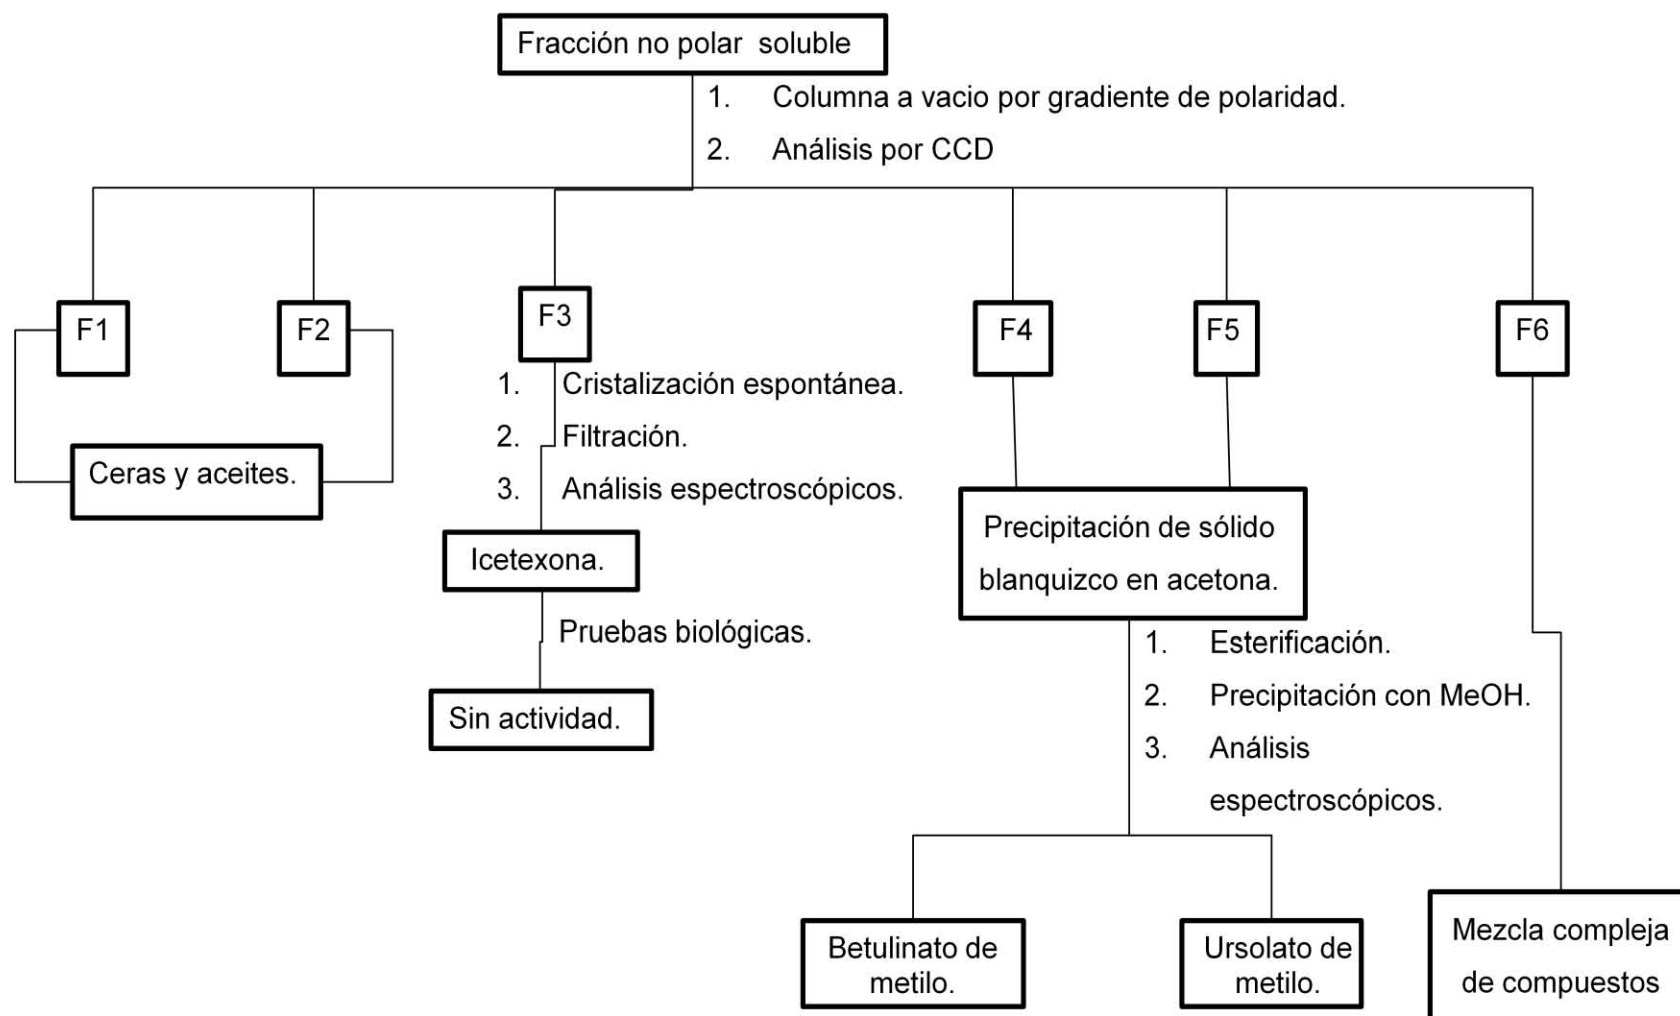 Fracción no polar  soluble
1. Columna a vacio por gradiente de polaridad.
2. Análisis por CCD
F1
F2
F3
F4
F5
F6
1. Cristalización espontánea.
2. Filtración.
3. Análisis espectroscópicos.
Ceras y aceites.
Icetexona.
Pruebas biológicas.
Sin actividad.
Precipitación de sólido
blanquizco en acetona.
1. Esterificación.
2. Precipitación con MeOH.
3. Análisis
espectroscópicos.
Betulinato de
metilo.
Ursolato de
metilo.
Mezcla compleja
de compuestos